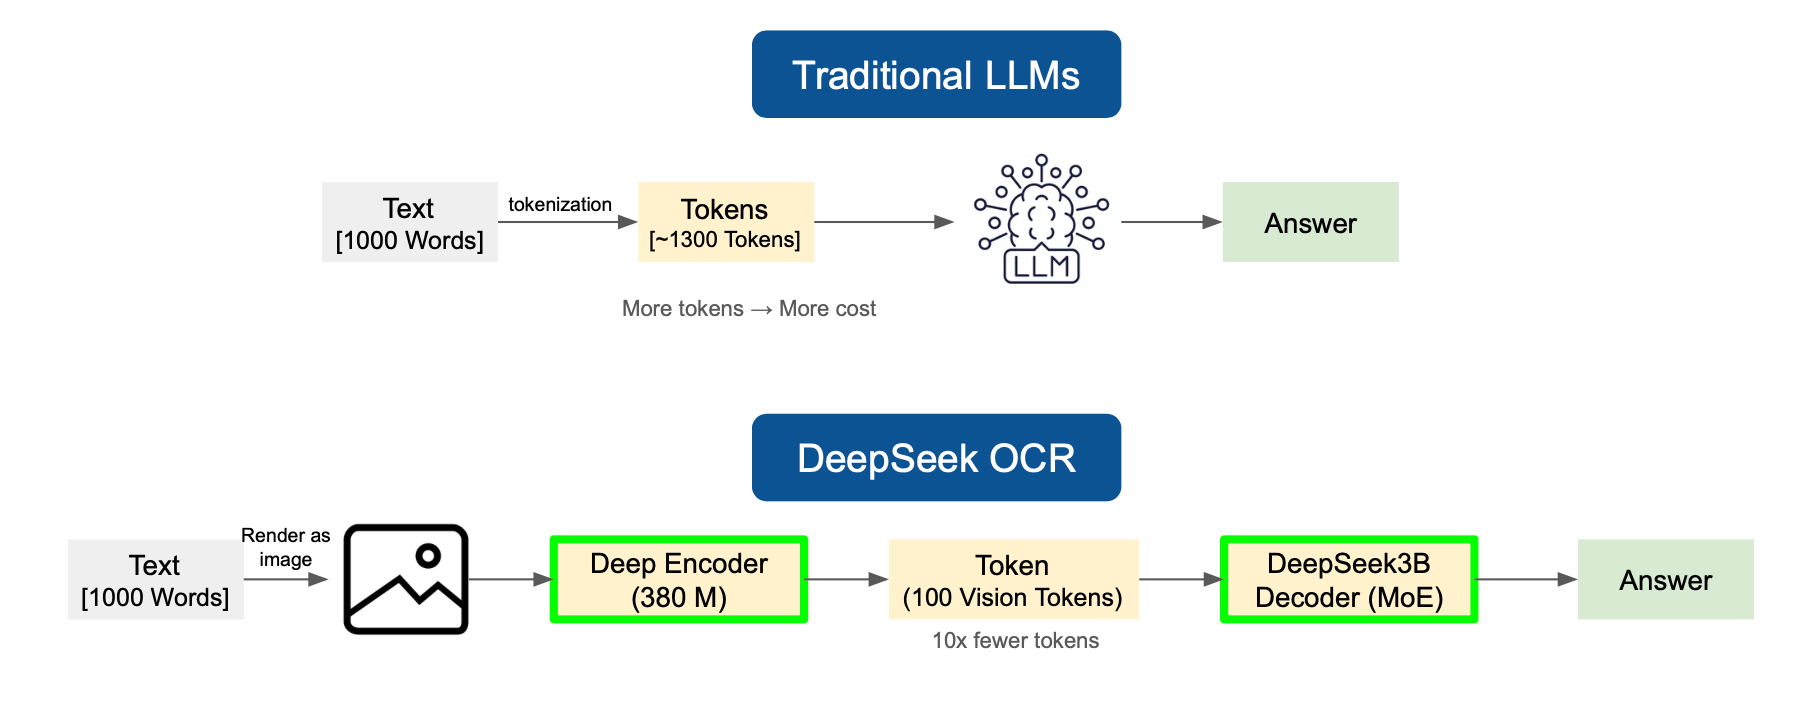 Traditional LLMs
Text
[1000 Words]
tokenization
Tokens
[~1300 Tokens]
LLM
Answer
More tokens → More cost
DeepSeek OCR
Text
[1000 Words]
Render as
image
Deep Encoder
(380 M)
Token
(100 Vision Tokens)
10x fewer tokens
DeepSeek3B
Decoder (MoE)
Answer